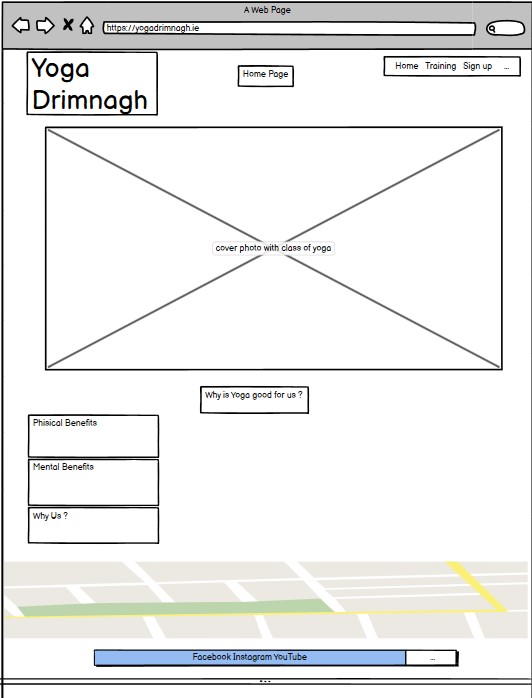 A Web Page
https://yogadrimnagh.ie
Yoga
Drimnagh
Home Page
Home Training Sign up ...
cover photo with class of yoga
Why is Yoga good for us ?
Phisical Benefits
Mental Benefits
Why Us ?
Facebook Instagram YouTube ...